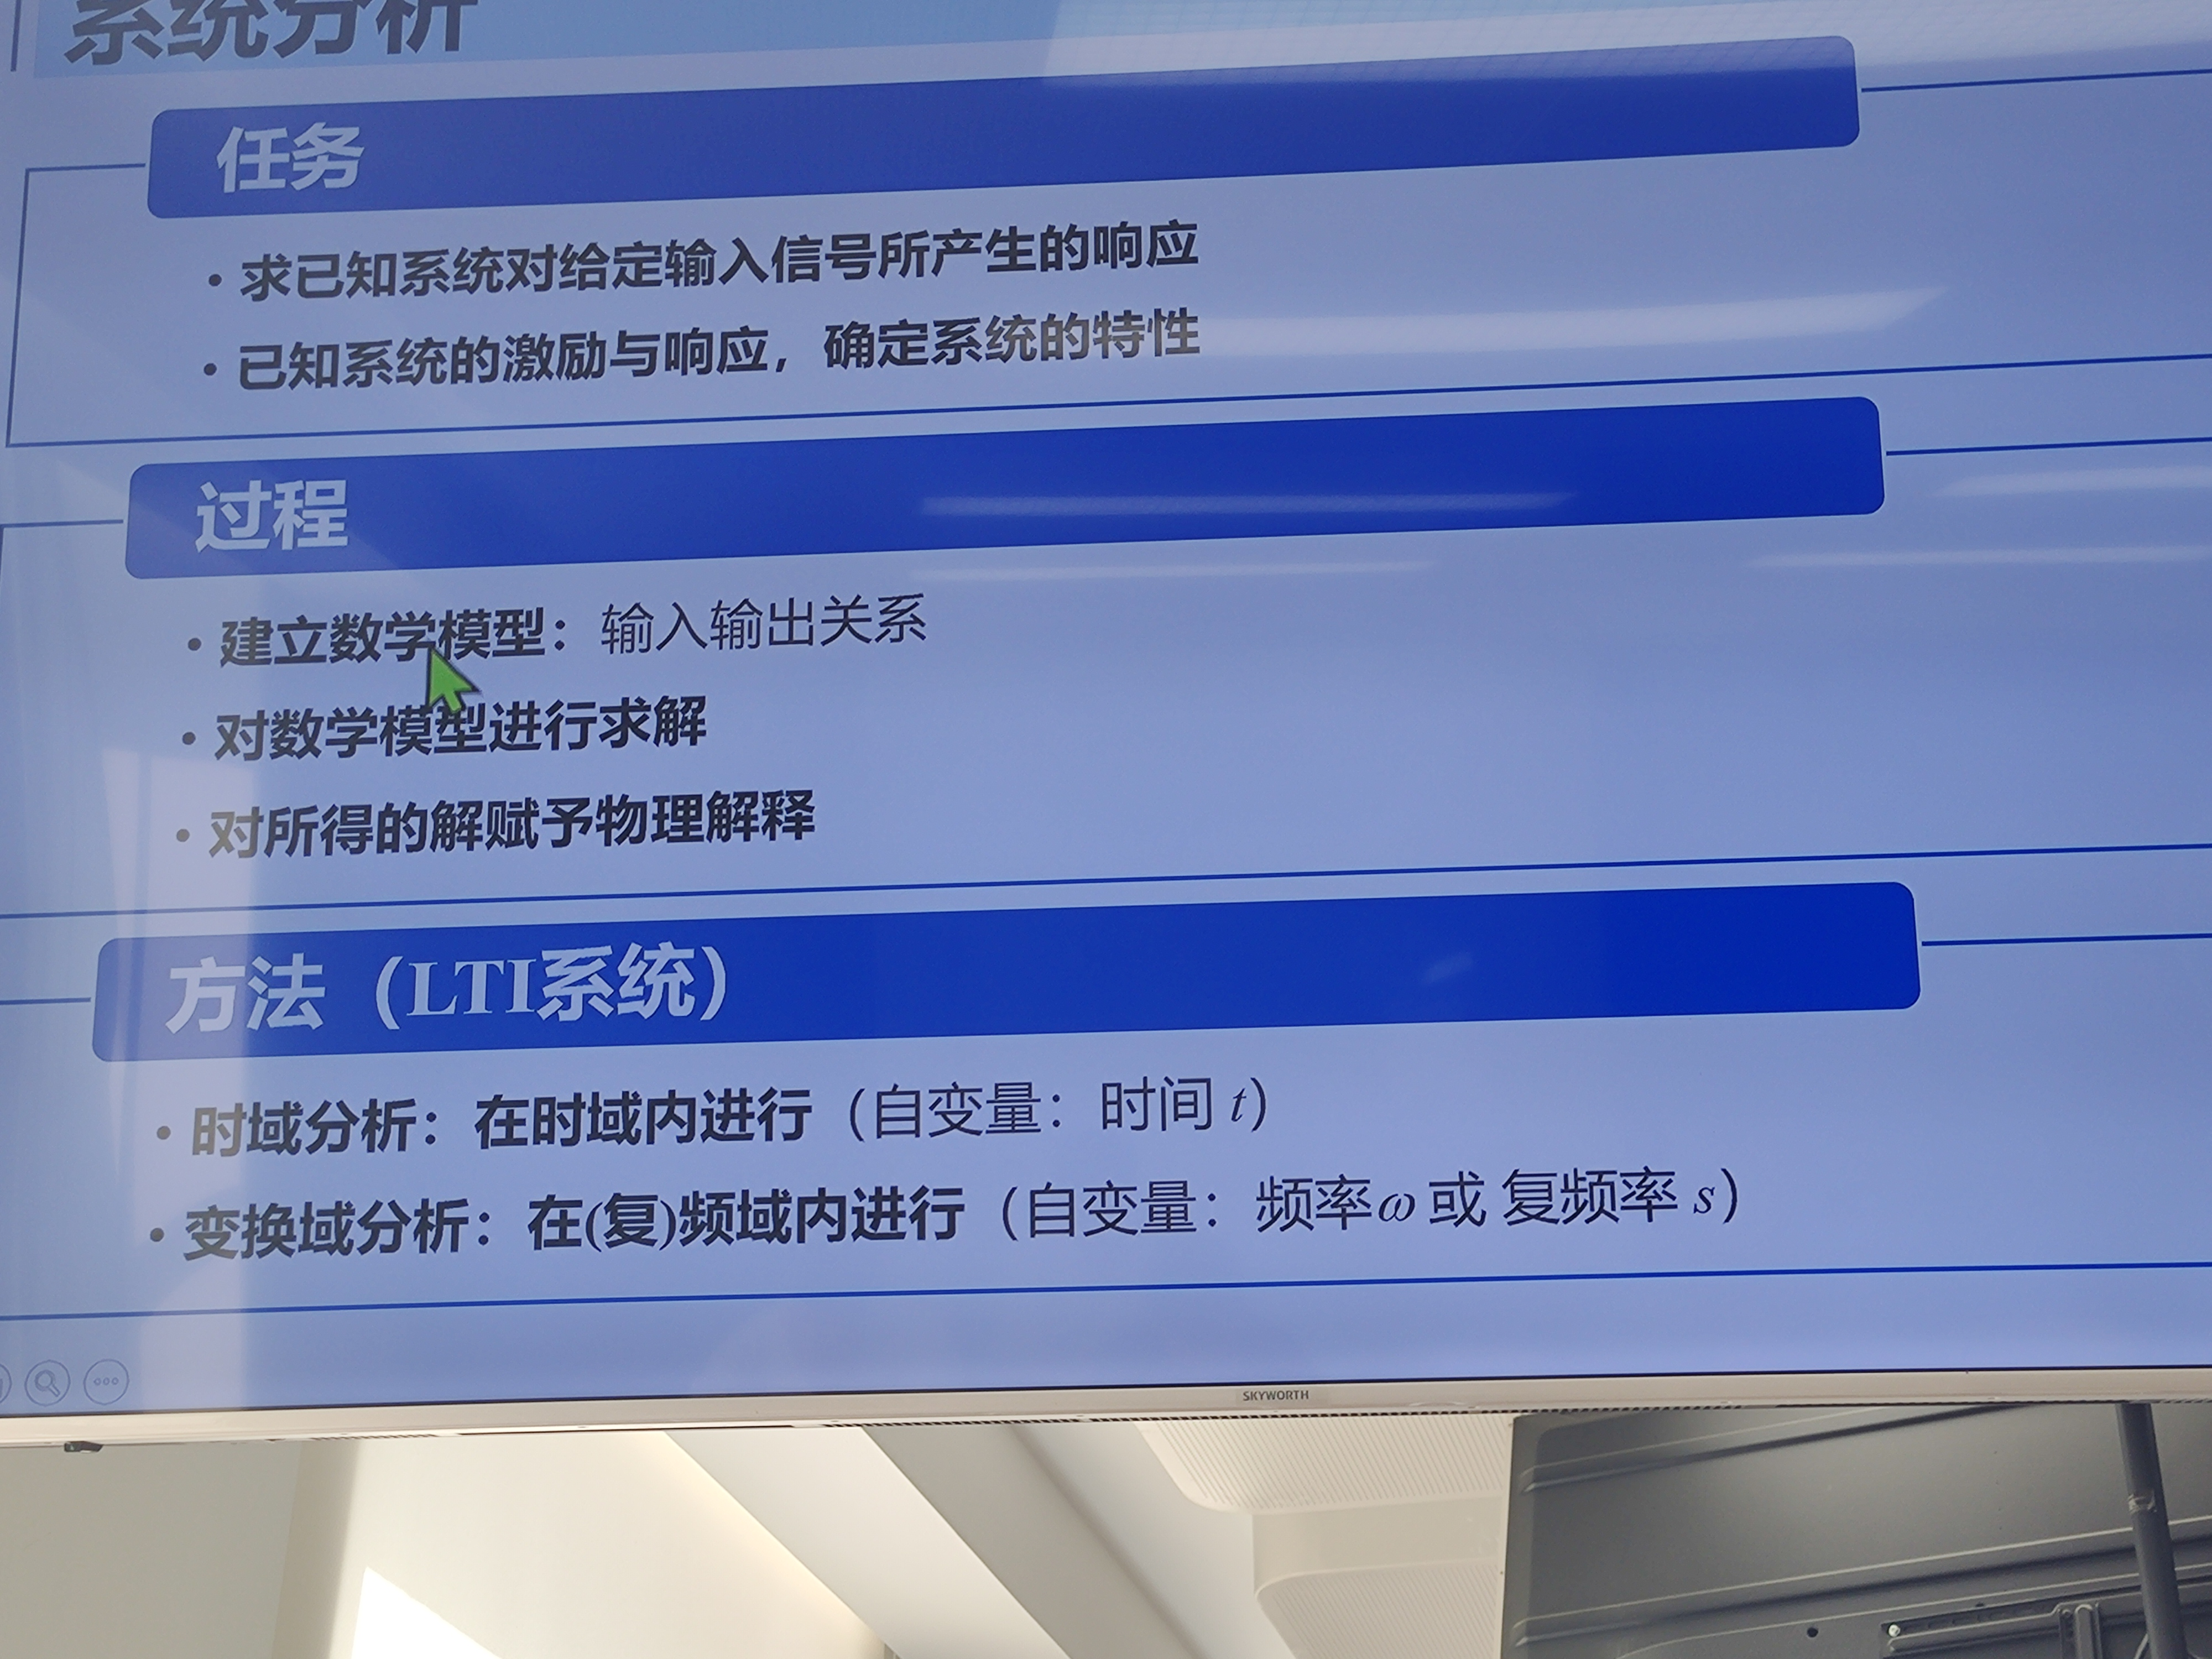 系统分析
任务
• 求已知系统对给定输入信号所产生的响应
• 已知系统的激励与响应，确定系统的特性
过程
• 建立数学模型：输入输出关系
• 对数学模型进行求解
• 对所得的解赋予物理解释
方法（LTI系统）
• 时域分析：在时域内进行（自变量：时间 t）
• 变换域分析：在(复)频域内进行（自变量：频率ω 或 复频率 s）
SKYWORTH